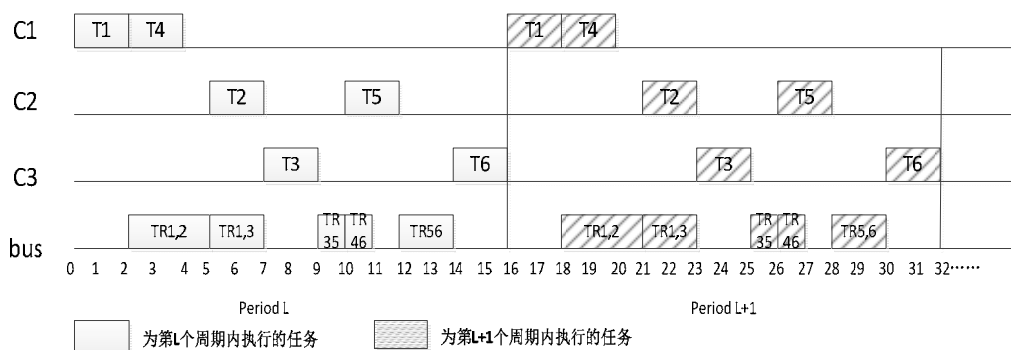 C1 T1 T4 T1 T4
C2 T2 T5 T2 T5
C3 T3 T6 T3 T6
bus TR1,2 TR1,3 TR 35 TR 46 TR56 TR1,2 TR1,3 TR 35 TR 46 TR5,6
0 1 2 3 4 5 6 7 8 9 10 11 12 13 14 15 16 17 18 19 20 21 22 23 24 25 26 27 28 29 30 31 32······
Period L Period L+1
为第L个周期内执行的任务 为第L+1个周期内执行的任务